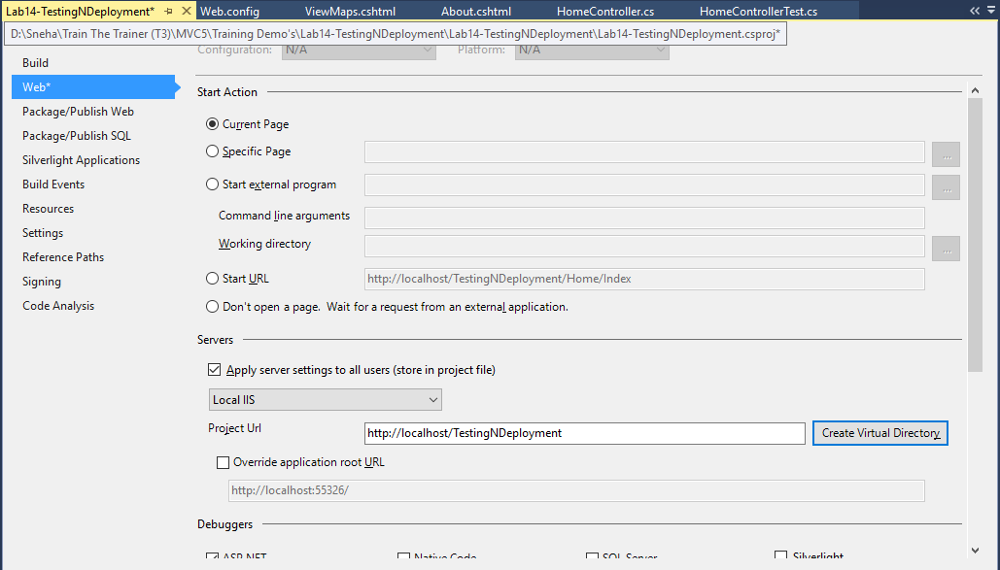 Lab14-TestingNDeployment* Web.config ViewMaps.cshtml About.cshtml HomeController.cs HomeControllerTest.cs
D:\Sneha\Train The Trainer (T3)\MVC5\Training Demo's\Lab14-TestingNDeployment\Lab14-TestingNDeployment\Lab14-TestingNDeployment.csproj*
Configuration: N/A Platform: N/A
Build
Web*
Package/Publish Web
Package/Publish SQL
Silverlight Applications
Build Events
Resources
Settings
Reference Paths
Signing
Code Analysis
Start Action
Current Page
Specific Page ...
Start external program ...
Command line arguments
Working directory ...
Start URL http://localhost/TestingNDeployment/Home/Index
Don't open a page. Wait for a request from an external application.
Servers
Apply server settings to all users (store in project file)
Local IIS
Project Url http://localhost/TestingNDeployment Create Virtual Directory
Override application root URL
http://localhost:55326/
Debuggers
ASP.NET Native Code SQL Server Silverlight